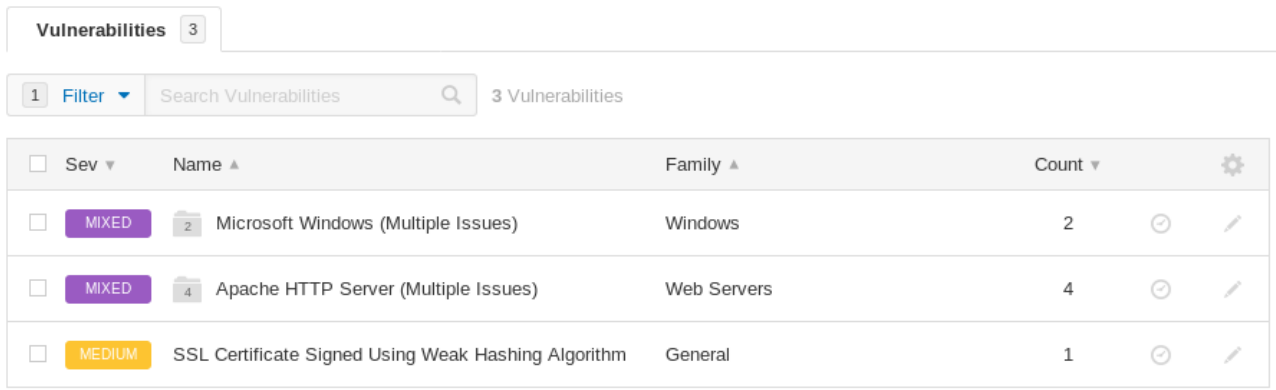 Vulnerabilities 3
1 Filter Search Vulnerabilities 3 Vulnerabilities
Sev Name Family Count
MIXED 2 Microsoft Windows (Multiple Issues) Windows 2
MIXED 4 Apache HTTP Server (Multiple Issues) Web Servers 4
MEDIUM SSL Certificate Signed Using Weak Hashing Algorithm General 1